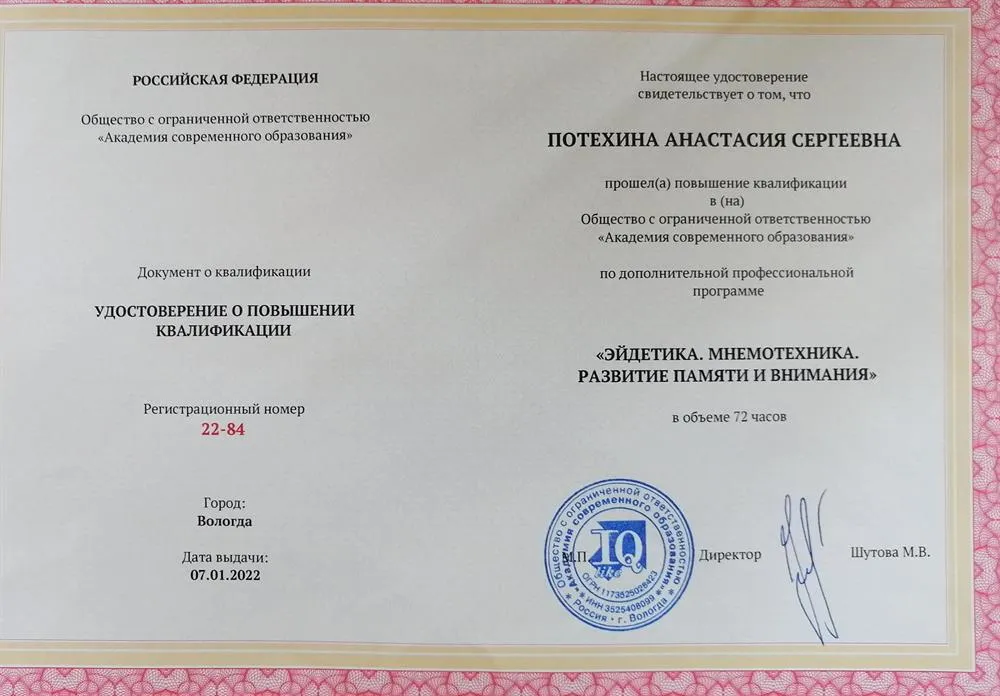 РОССИЙСКАЯ ФЕДЕРАЦИЯ
Общество с ограниченной ответственностью
«Академия современного образования»
Документ о квалификации
УДОСТОВЕРЕНИЕ О ПОВЫШЕНИИ
КВАЛИФИКАЦИИ
Регистрационный номер
22-84
Город:
Вологда
Дата выдачи:
07.01.2022
Настоящее удостоверение
свидетельствует о том, что
ПОТЕХИНА АНАСТАСИЯ СЕРГЕЕВНА
прошел(а) повышение квалификации
в (на)
Общество с ограниченной ответственностью
«Академия современного образования»
по дополнительной профессиональной
программе
«ЭЙДЕТИКА. МНЕМОТЕХНИКА.
РАЗВИТИЕ ПАМЯТИ И ВНИМАНИЯ»
в объеме 72 часов
М.П.
Директор
Шутова М.В.
Общество с ограниченной ответственностью
«Академия современного образования»
IQ
like
ОГРН 1173525028423
ИНН 3525408099
Россия • г. Вологда